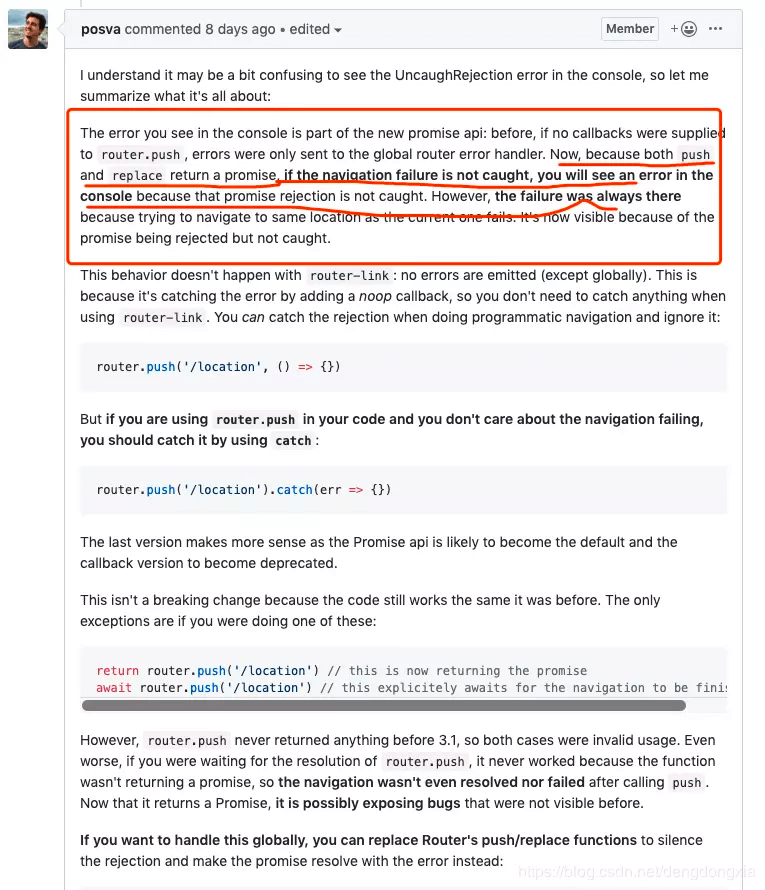 posva commented 8 days ago • edited
Member
I understand it may be a bit confusing to see the UncaughRejection error in the console, so let me
summarize what it's all about:
The error you see in the console is part of the new promise api: before, if no callbacks were supplied
to router.push, errors were only sent to the global router error handler. Now, because both push
and replace return a promise, if the navigation failure is not caught, you will see an error in the
console because that promise rejection is not caught. However, the failure was always there
because trying to navigate to same location as the current one fails. It's now visible because of the
promise being rejected but not caught.
This behavior doesn't happen with router-link: no errors are emitted (except globally). This is
because it's catching the error by adding a noop callback, so you don't need to catch anything when
using router-link. You can catch the rejection when doing programmatic navigation and ignore it:
router.push('/location', () => {})
But if you are using router.push in your code and you don't care about the navigation failing,
you should catch it by using catch:
router.push('/location').catch(err => {})
The last version makes more sense as the Promise api is likely to become the default and the
callback version to become deprecated.
This isn't a breaking change because the code still works the same it was before. The only
exceptions are if you were doing one of these:
return router.push('/location') // this is now returning the promise
await router.push('/location') // this explicitely awaits for the navigation to be finis
However, router.push never returned anything before 3.1, so both cases were invalid usage. Even
worse, if you were waiting for the resolution of router.push, it never worked because the function
wasn't returning a promise, so the navigation wasn't even resolved nor failed after calling push.
Now that it returns a Promise, it is possibly exposing bugs that were not visible before.
If you want to handle this globally, you can replace Router's push/replace functions to silence
the rejection and make the promise resolve with the error instead:
https://blog.csdn.net/dengdongxia